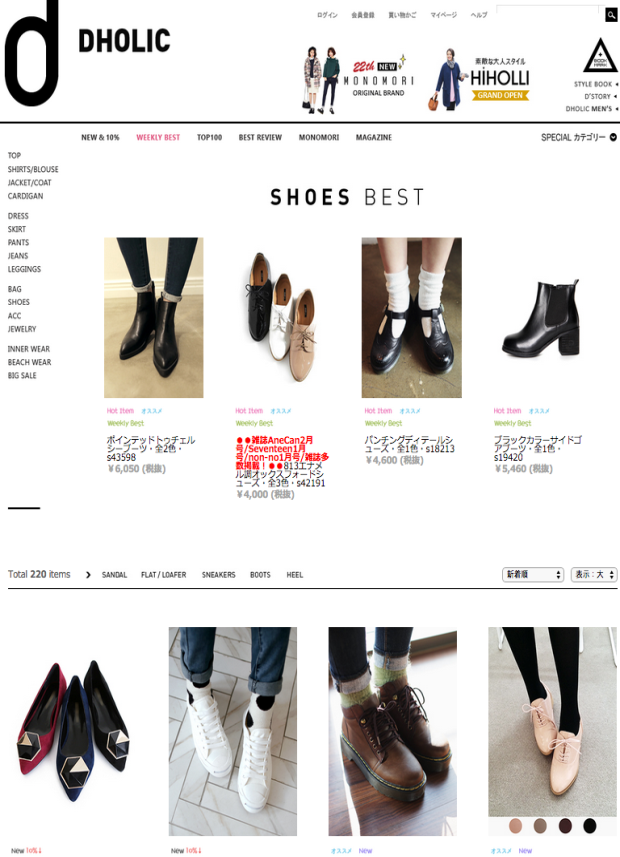 d
DHOLIC
ログイン 会員登録 買い物かご マイページ ヘルプ
22th NEW
MONOMORI
ORIGINAL BRAND
素敵な大人スタイル
HIHOLLI
GRAND OPEN
STYLE BOOK
D'STORY
DHOLIC MEN'S
NEW & 10% WEEKLY BEST TOP100 BEST REVIEW MONOMORI MAGAZINE SPECIAL カテゴリー
TOP
SHIRTS/BLOUSE
JACKET/COAT
CARDIGAN
DRESS
SKIRT
PANTS
JEANS
LEGGINGS
BAG
SHOES
ACC
JEWELRY
INNER WEAR
BEACH WEAR
BIG SALE
SHOES BEST
Hot Item オススメ
Weekly Best
ポインテッドトゥチェル
シーブーツ・全2色・
s43598
¥6,050 (税抜)
Hot Item オススメ
Weekly Best
●●雑誌AneCan2月
号/Seventeen1月
号/non-no1月号/雑誌多
数掲載！●●813エナメ
ル調オックスフォードシ
ューズ・全3色・s42191
¥4,000 (税抜)
Hot Item オススメ
Weekly Best
パンチングディテールシ
ューズ・全1色・s18213
¥4,600 (税抜)
Hot Item オススメ
Weekly Best
ブラックカラーサイドゴ
アブーツ・全1色・
s19420
¥5,460 (税抜)
Total 220 items SANDAL FLAT / LOAFER SNEAKERS BOOTS HEEL 新着順 表示：大
New 10%↓
New 10%↓
オススメ New
オススメ New